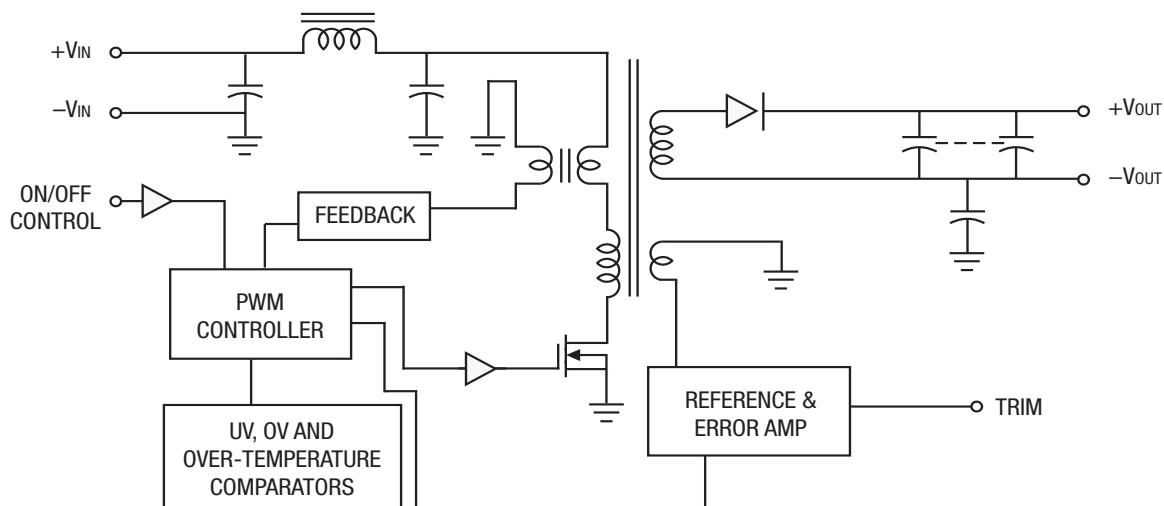 +VIN
−VIN
+VOUT
−VOUT
ON/OFF
CONTROL
FEEDBACK
PWM
CONTROLLER
REFERENCE &
ERROR AMP
TRIM
UV, OV AND
OVER-TEMPERATURE
COMPARATORS